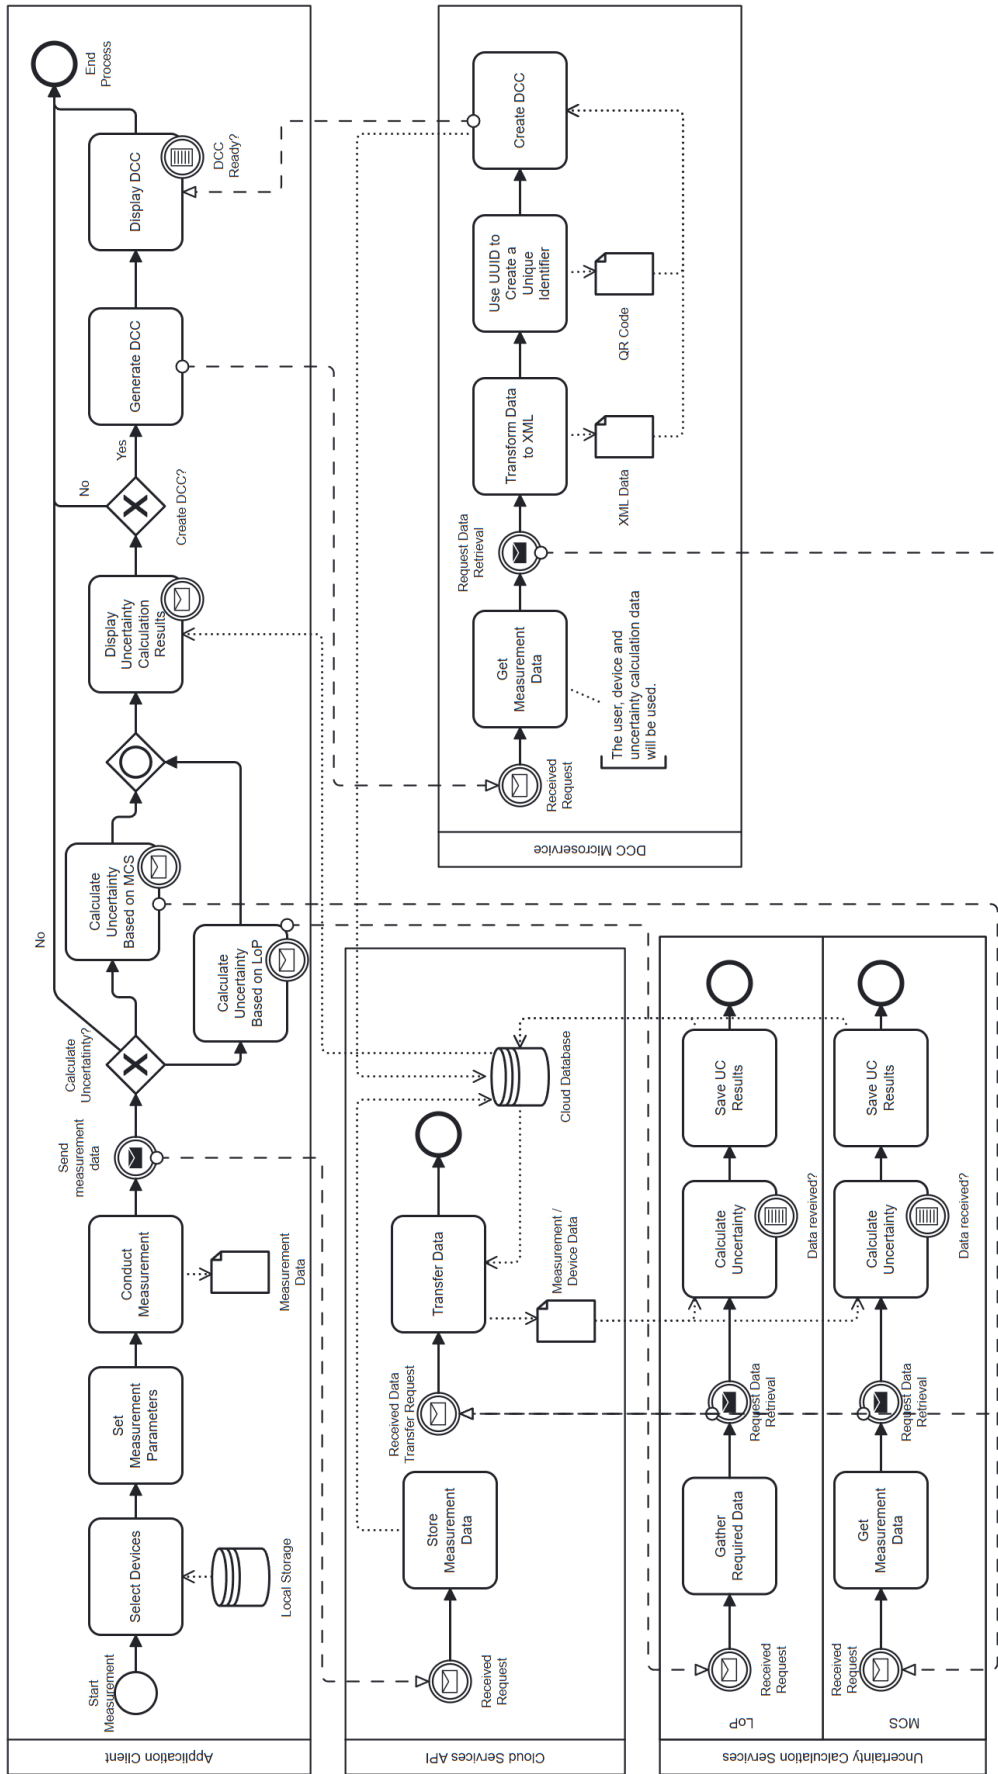 Application Client
Start
Measurement
Select Devices
Local Storage
Set
Measurement
Parameters
Conduct
Measurement
Measurement
Data
Send
measurement
data
Calculate
Uncertatinty?
No
Calculate
Uncertainty
Based on MCS
Calculate
Uncertainty
Based on LoP
Display
Uncertainty
Calculation
Results
Create DCC?
No
Yes
Generate DCC
Display DCC
DCC
Ready?
End
Process
Cloud Services API
Received
Request
Store
Measurement
Data
Received Data
Transfer Request
Transfer Data
Measurement /
Device Data
Cloud Database
DCC Microservice
Received
Request
Get
Measurement
Data
The user, device and
uncertainty calculation data
will be used.
Request Data
Retrieval
Transform Data
to XML
XML Data
Use UUID to
Create a
Unique
Identifier
QR Code
Create DCC
Uncertainty Calculation Services
LoP
Received
Request
Gather
Required Data
Request Data
Retrieval
Calculate
Uncertainty
Data reveived?
Save UC
Results
MCS
Received
Request
Get
Measurement
Data
Request Data
Retrieval
Calculate
Uncertainty
Data received?
Save UC
Results